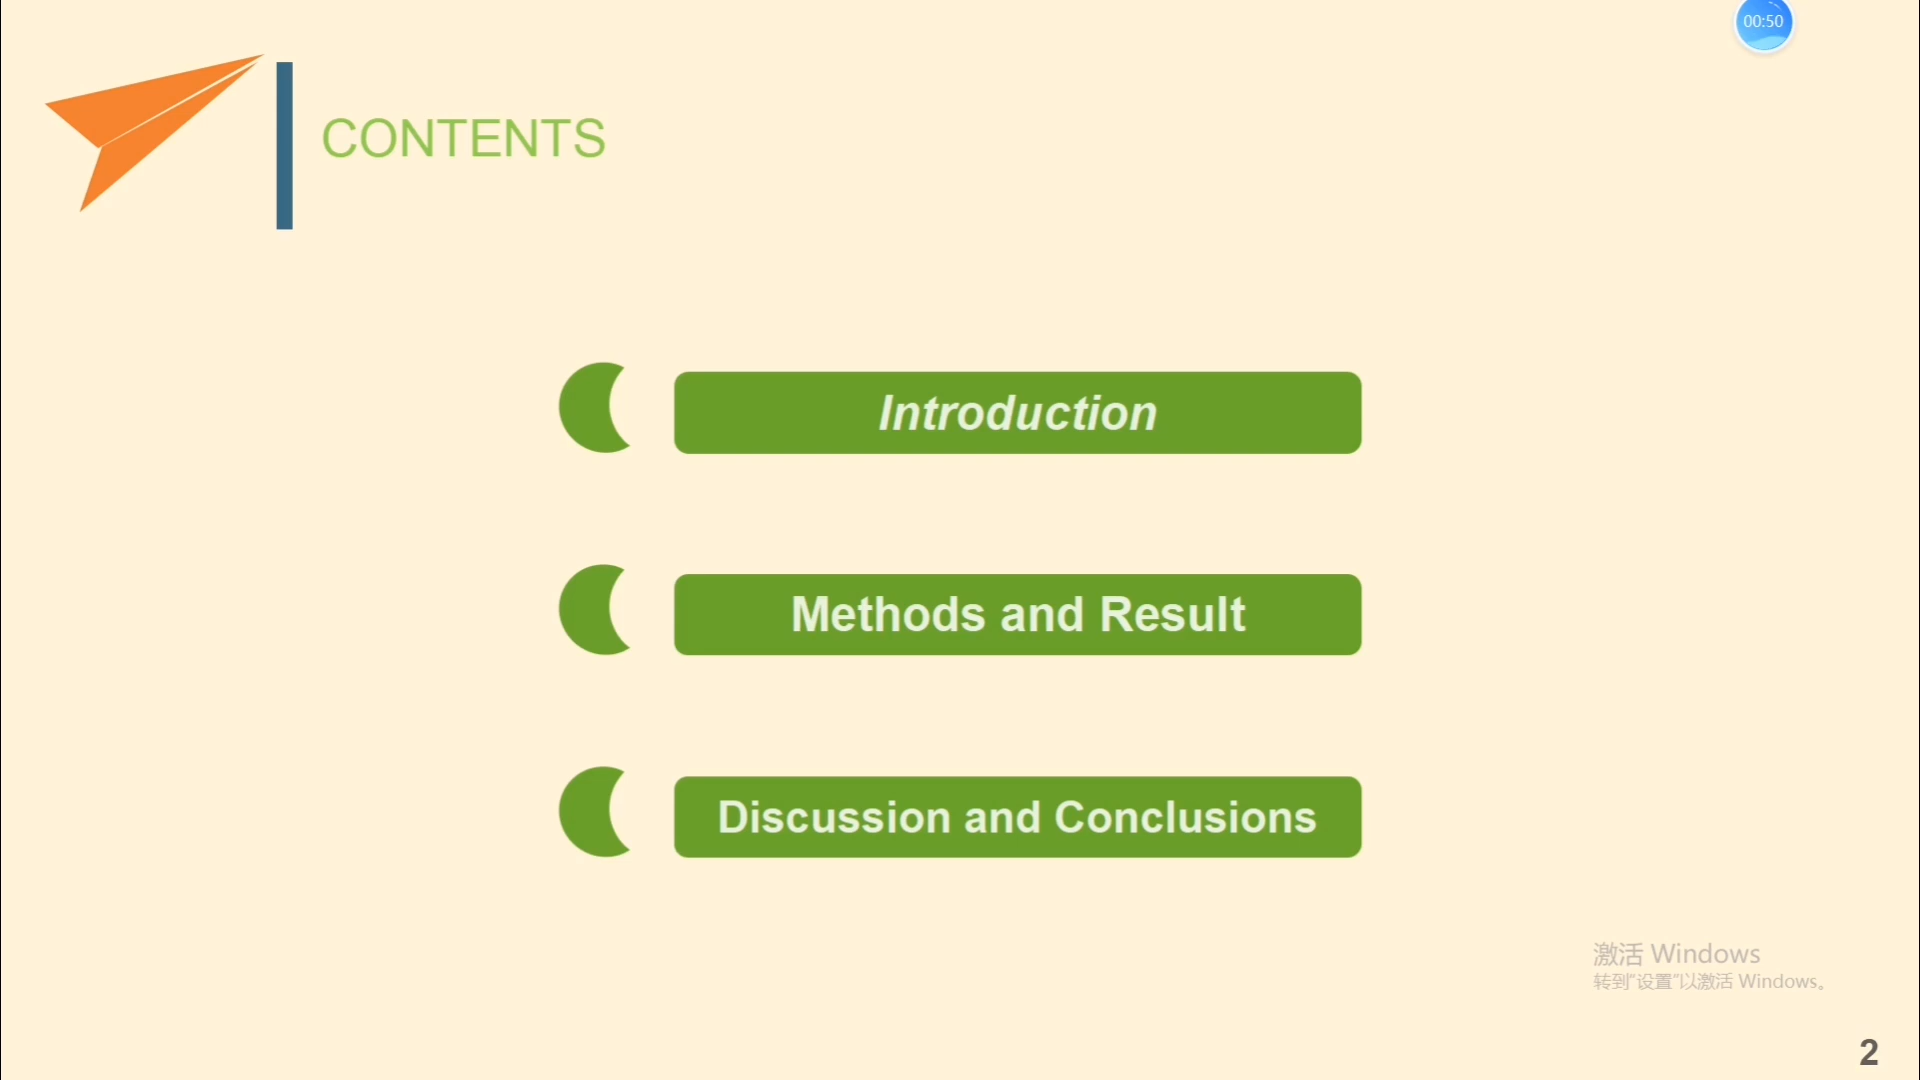 00:50
CONTENTS
Introduction
Methods and Result
Discussion and Conclusions
激活 Windows
转到"设置"以激活 Windows。
2